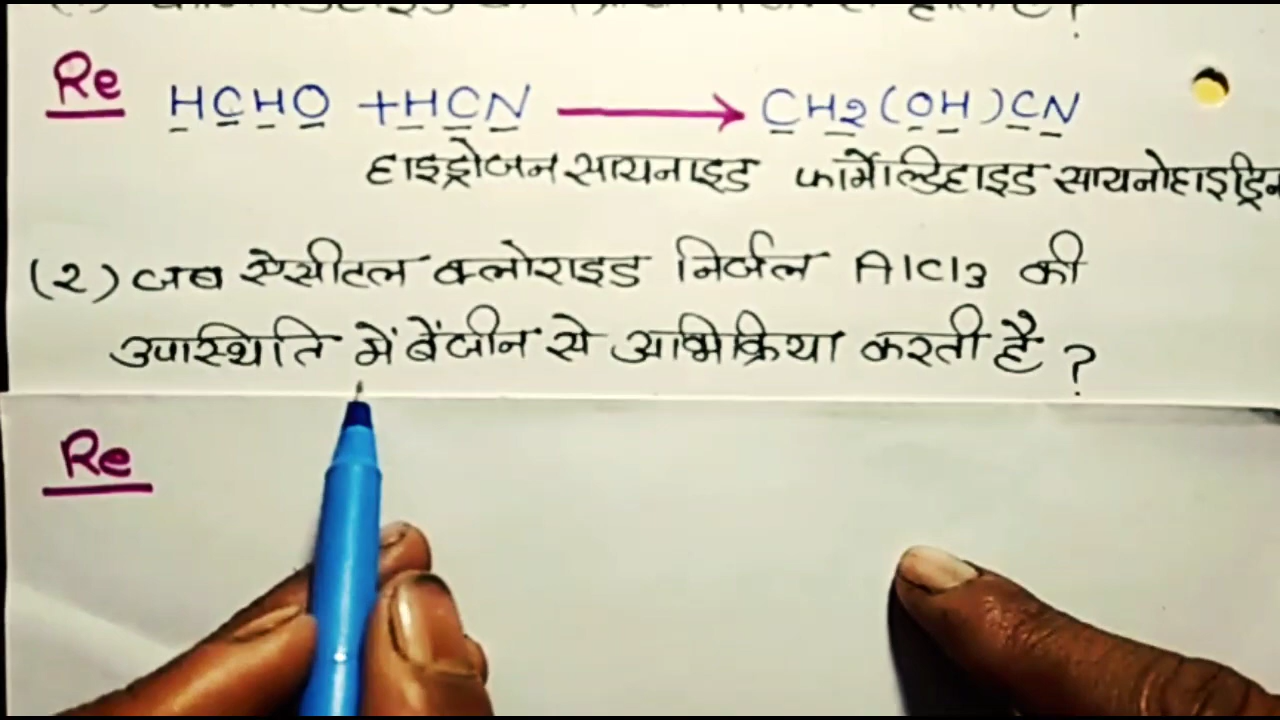 Re HCHO + HCN → CH2(OH)CN
हाइड्रोजन सायनाइड फॉर्मेल्डिहाइड सायनोहाइड्रिन
(२) जब ऐसीटल क्लोराइड निर्जल AlCl3 की
उपस्थिति में बेंजीन से अभिक्रिया करती है ?
Re